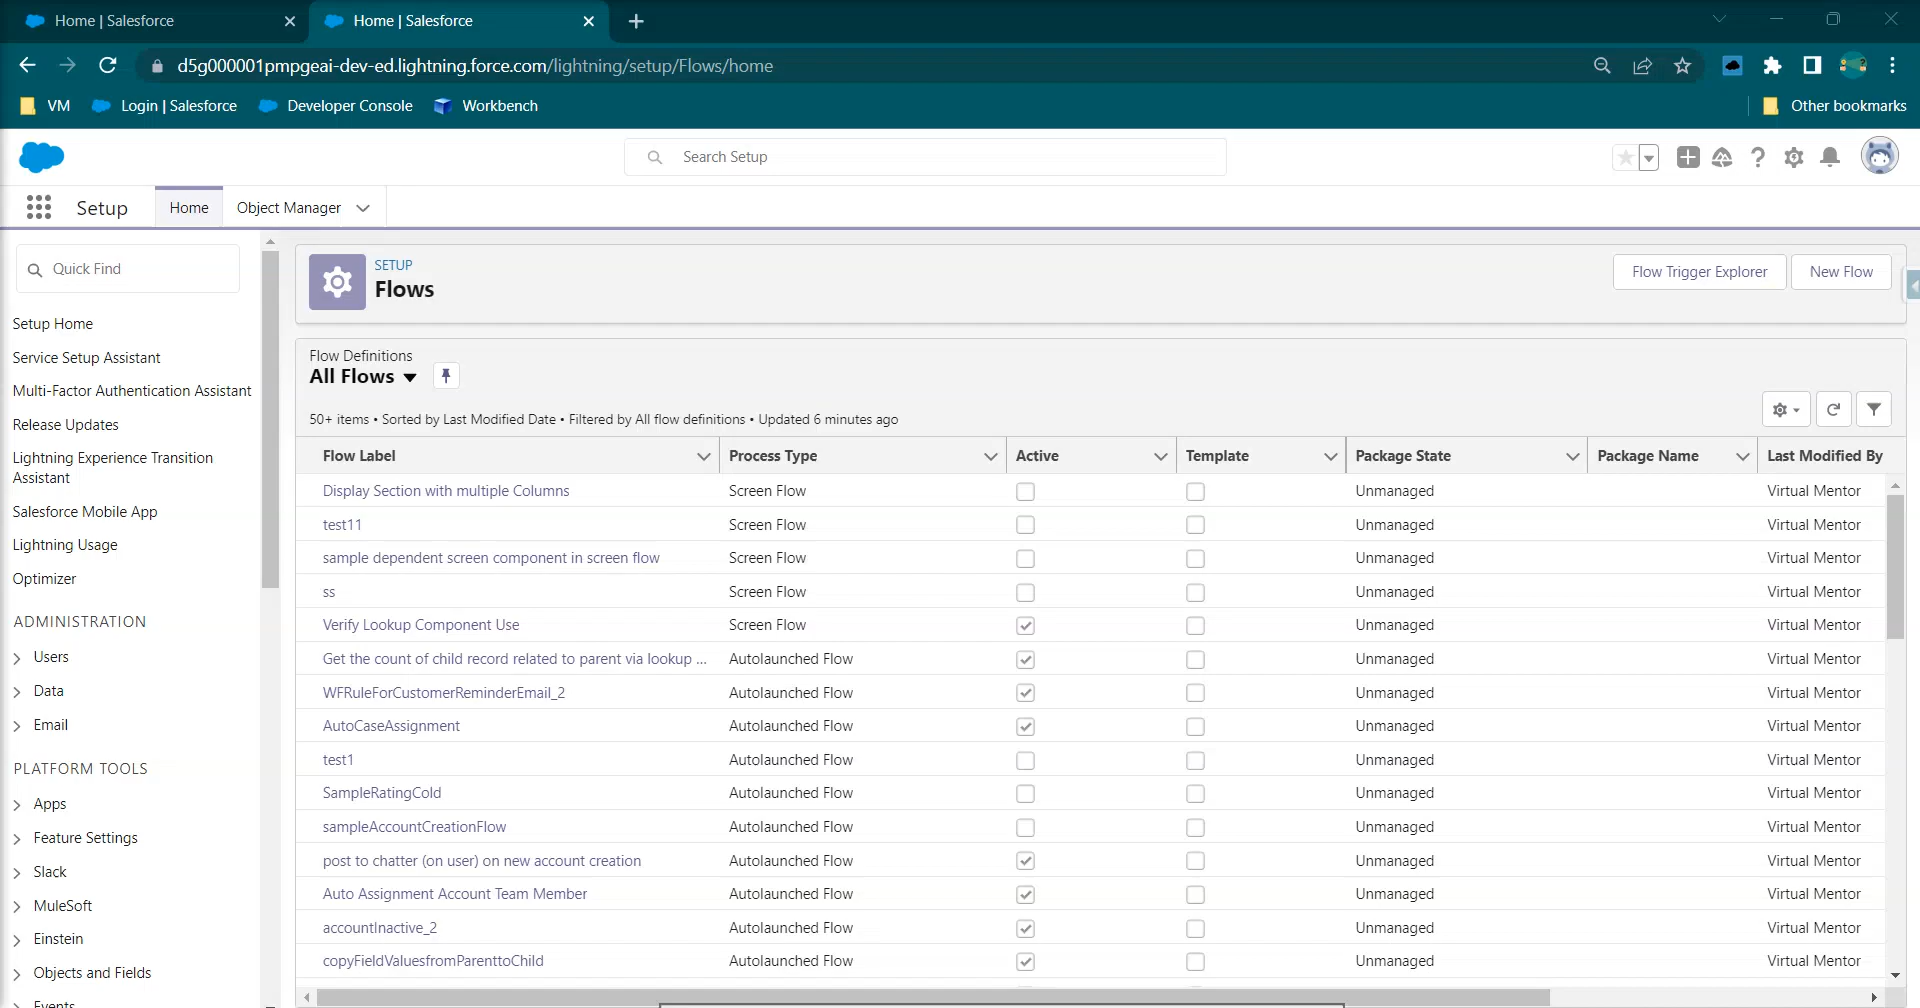 Home | Salesforce
Home | Salesforce
d5g000001pmpgeai-dev-ed.lightning.force.com/lightning/setup/Flows/home
VM Login | Salesforce Developer Console Workbench Other bookmarks
Search Setup
Setup Home Object Manager
Quick Find
Setup Home
Service Setup Assistant
Multi-Factor Authentication Assistant
Release Updates
Lightning Experience Transition
Assistant
Salesforce Mobile App
Lightning Usage
Optimizer
ADMINISTRATION
Users
Data
Email
PLATFORM TOOLS
Apps
Feature Settings
Slack
MuleSoft
Einstein
Objects and Fields
Events
SETUP
Flows
Flow Trigger Explorer New Flow
Flow Definitions
All Flows
50+ items • Sorted by Last Modified Date • Filtered by All flow definitions • Updated 6 minutes ago
Flow Label Process Type Active Template Package State Package Name Last Modified By
Display Section with multiple Columns Screen Flow Unmanaged Virtual Mentor
test11 Screen Flow Unmanaged Virtual Mentor
sample dependent screen component in screen flow Screen Flow Unmanaged Virtual Mentor
ss Screen Flow Unmanaged Virtual Mentor
Verify Lookup Component Use Screen Flow Unmanaged Virtual Mentor
Get the count of child record related to parent via lookup ... Autolaunched Flow Unmanaged Virtual Mentor
WFRuleForCustomerReminderEmail_2 Autolaunched Flow Unmanaged Virtual Mentor
AutoCaseAssignment Autolaunched Flow Unmanaged Virtual Mentor
test1 Autolaunched Flow Unmanaged Virtual Mentor
SampleRatingCold Autolaunched Flow Unmanaged Virtual Mentor
sampleAccountCreationFlow Autolaunched Flow Unmanaged Virtual Mentor
post to chatter (on user) on new account creation Autolaunched Flow Unmanaged Virtual Mentor
Auto Assignment Account Team Member Autolaunched Flow Unmanaged Virtual Mentor
accountInactive_2 Autolaunched Flow Unmanaged Virtual Mentor
copyFieldValuesfromParenttoChild Autolaunched Flow Unmanaged Virtual Mentor